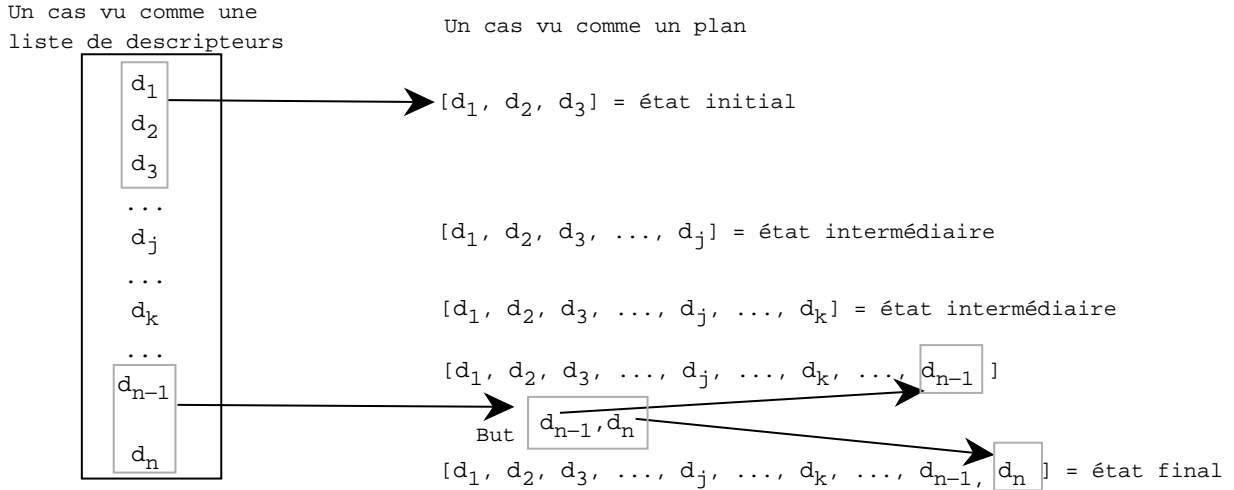 Un cas vu comme une
liste de descripteurs
d1
d2
d3
...
dj
...
dk
...
dn−1
dn
Un cas vu comme un plan
[d1, d2, d3] = état initial
[d1, d2, d3, ..., dj] = état intermédiaire
[d1, d2, d3, ..., dj, ..., dk] = état intermédiaire
[d1, d2, d3, ..., dj, ..., dk, ..., dn−1 ]
But dn−1,dn
[d1, d2, d3, ..., dj, ..., dk, ..., dn−1, dn ] = état final